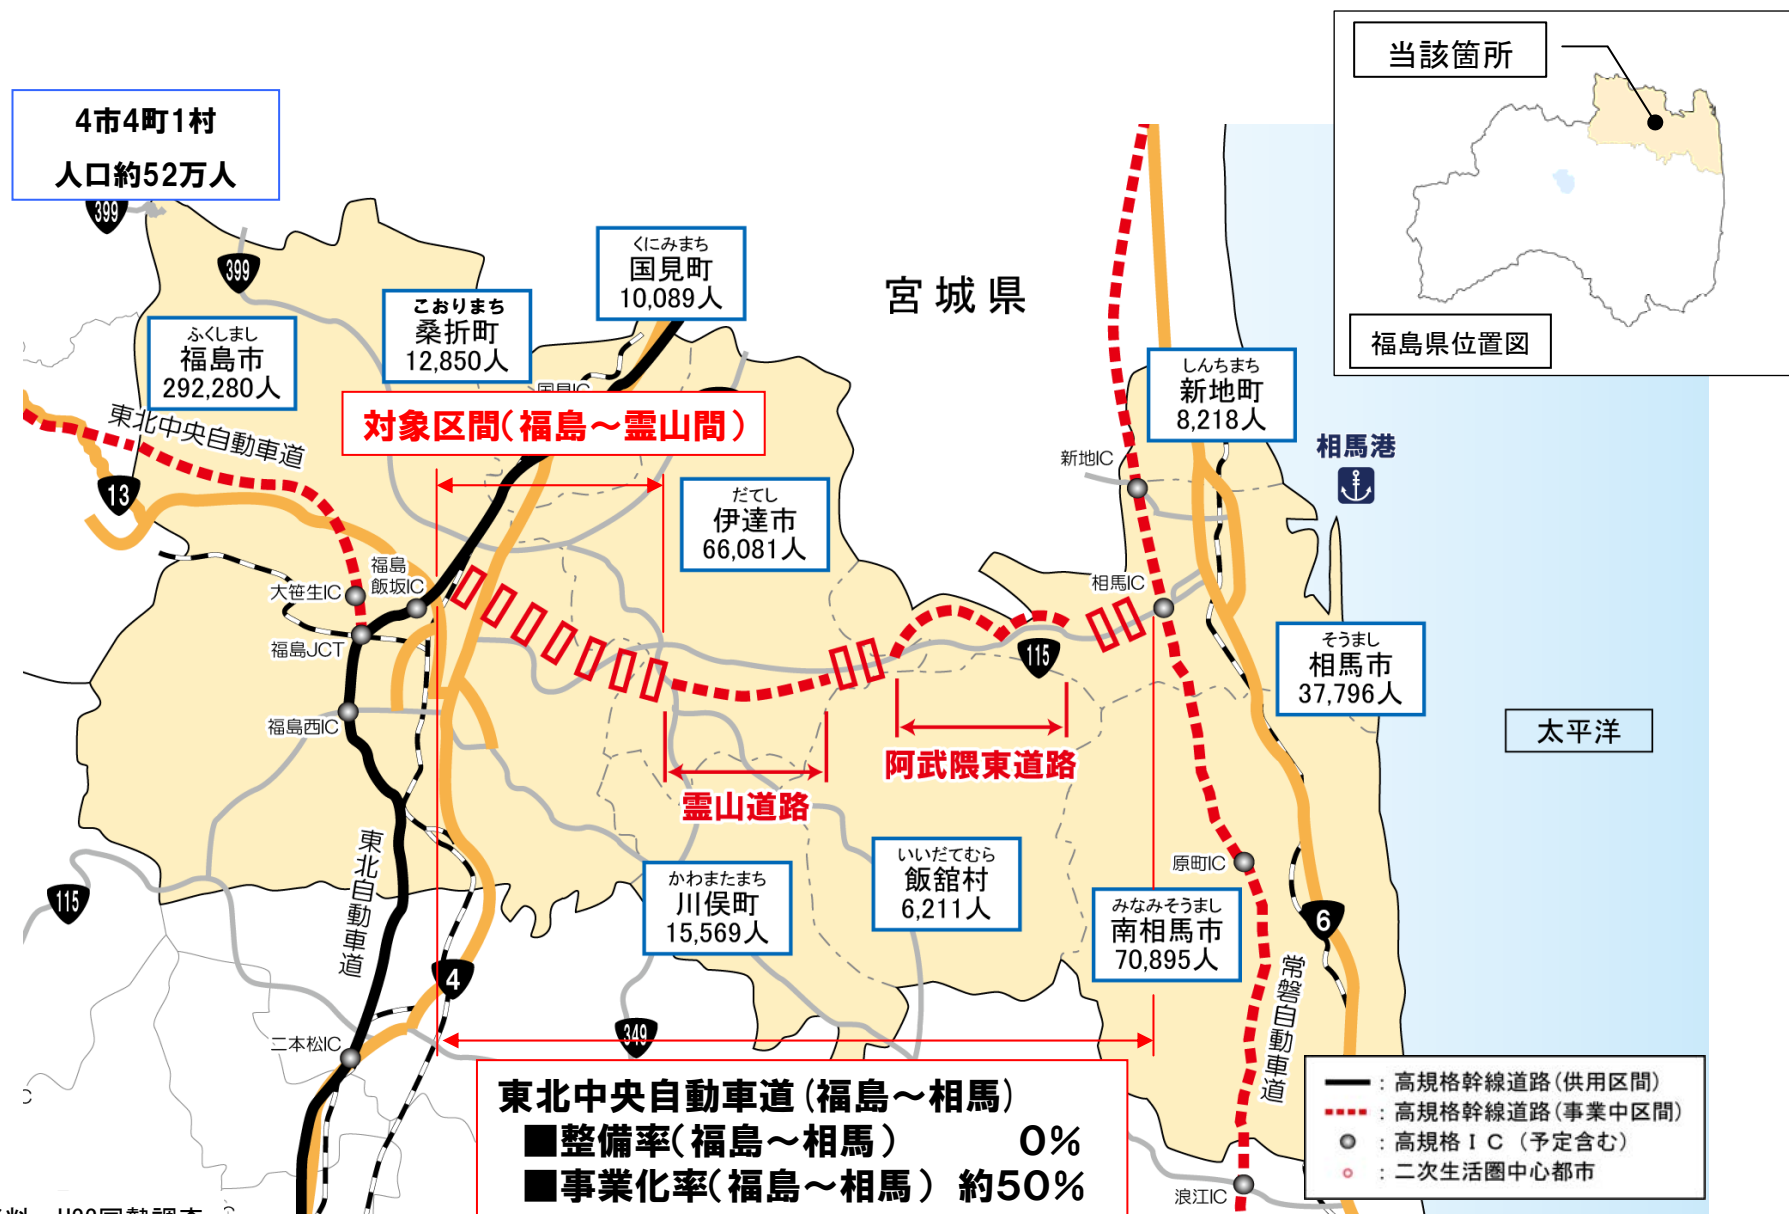 4市4町1村
人口約52万人
当該箇所
福島県位置図
399
399
くにみまち
国見町
10,089人
宮城県
こおりまち
桑折町
12,850人
ふくしまし
福島市
292,280人
国見IC
しんちまち
新地町
8,218人
対象区間(福島～霊山間)
東北中央自動車道
13
新地IC
相馬港
だてし
伊達市
66,081人
福島
飯坂IC
大笹生IC
相馬IC
福島JCT
115
そうまし
相馬市
37,796人
福島西IC
太平洋
阿武隈東道路
霊山道路
東北自動車道
いいだてむら
飯舘村
6,211人
原町IC
かわまたまち
川俣町
15,569人
みなみそうまし
南相馬市
70,895人
115
6
4
常磐自動車道
349
二本松IC
東北中央自動車道(福島～相馬)
■整備率(福島～相馬) 0%
■事業化率(福島～相馬) 約50%
：高規格幹線道路(供用区間)
：高規格幹線道路(事業中区間)
：高規格ＩＣ（予定含む）
：二次生活圏中心都市
浪江IC